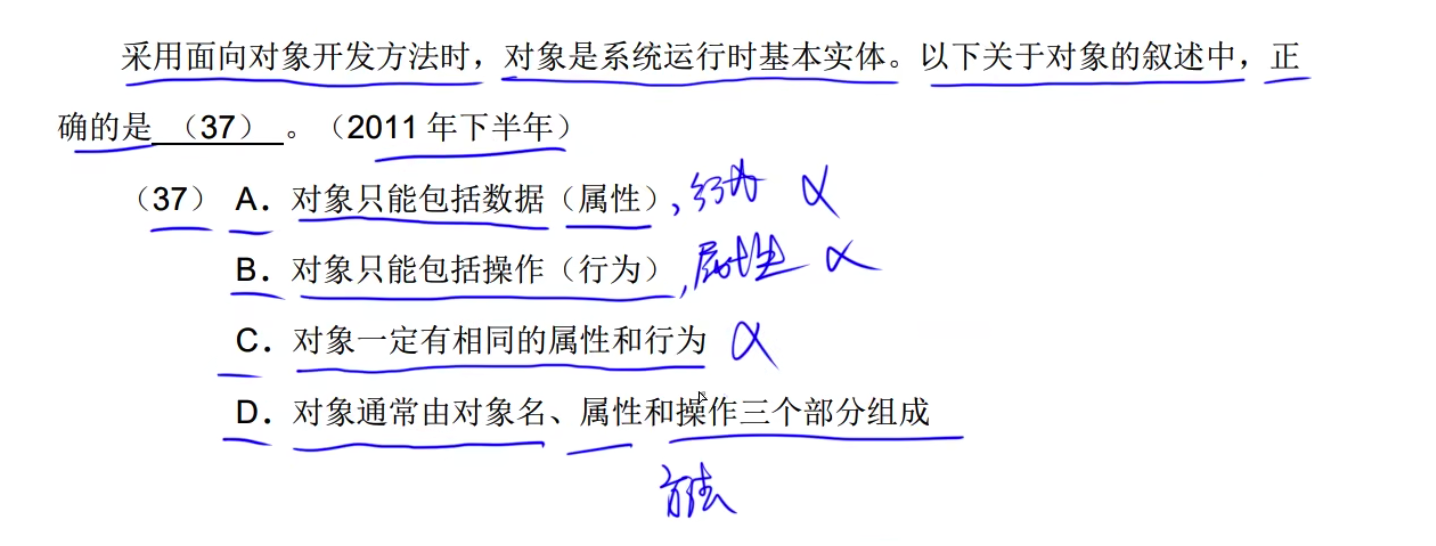 采用面向对象开发方法时，对象是系统运行时基本实体。以下关于对象的叙述中，正
确的是 （37） 。（2011 年下半年）
（37） A. 对象只能包括数据（属性）、行为 ×
B. 对象只能包括操作（行为）, 属性 ×
C. 对象一定有相同的属性和行为 ×
D. 对象通常由对象名、属性和操作三个部分组成
方法